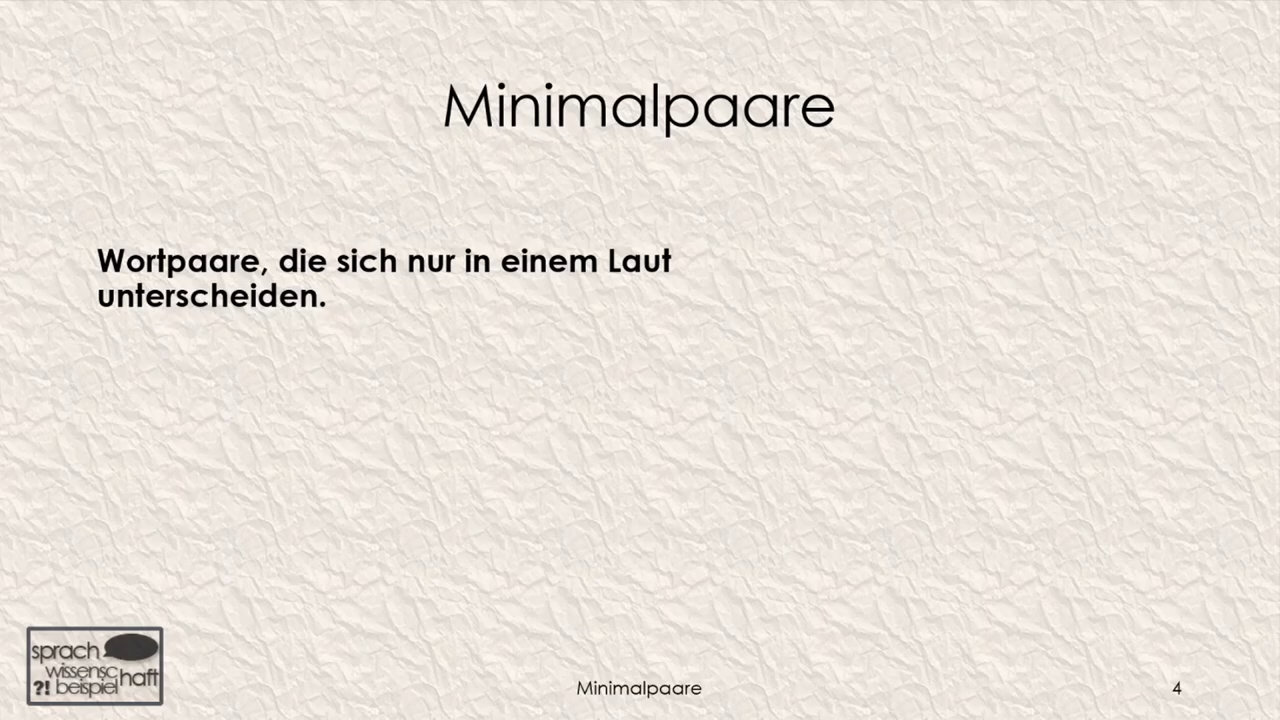 Minimalpaare
Wortpaare, die sich nur in einem Laut
unterscheiden.
sprach
wissensc
haft
?! beispiel
Minimalpaare
4